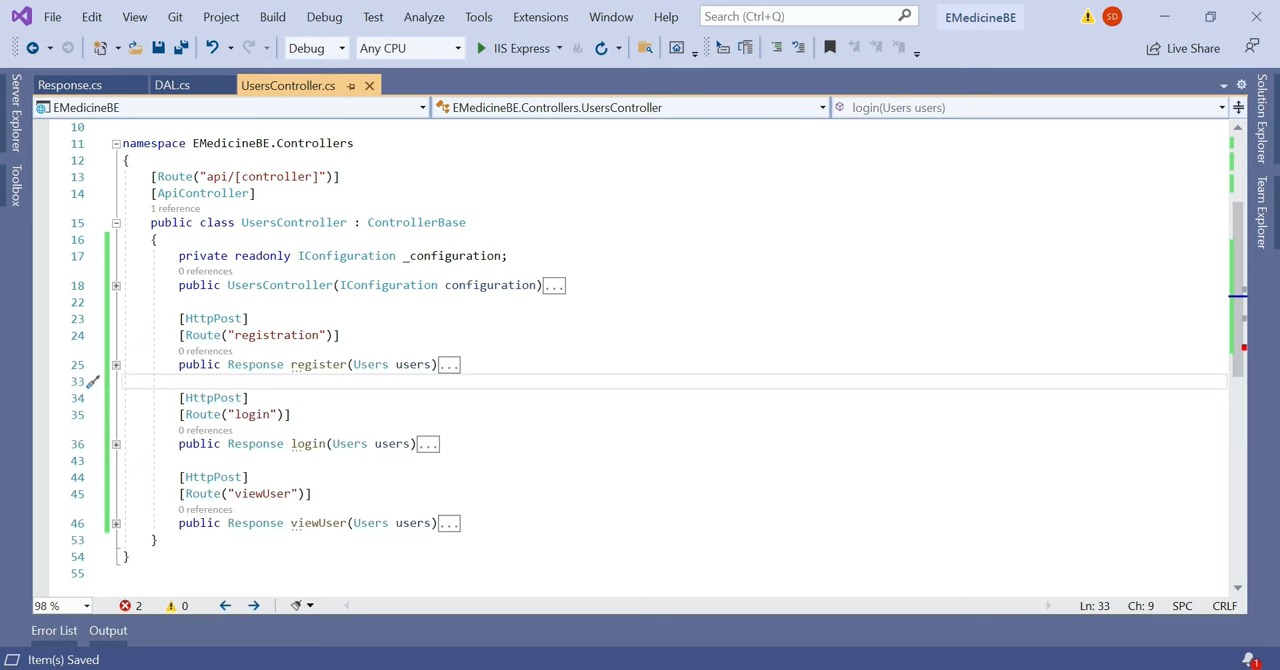 File Edit View Git Project Build Debug Test Analyze Tools Extensions Window Help Search (Ctrl+Q) EMedicineBE SD
Debug Any CPU IIS Express Live Share
Response.cs DAL.cs UsersController.cs
EMedicineBE EMedicineBE.Controllers.UsersController login(Users users)
Server Explorer
Toolbox
Solution Explorer
Team Explorer
10
11 namespace EMedicineBE.Controllers
12 {
13 [Route("api/[controller]")]
14 [ApiController]
1 reference
15 public class UsersController : ControllerBase
16 {
17 private readonly IConfiguration _configuration;
0 references
18 public UsersController(IConfiguration configuration)...
22
23 [HttpPost]
24 [Route("registration")]
0 references
25 public Response register(Users users)...
33
34 [HttpPost]
35 [Route("login")]
0 references
36 public Response login(Users users)...
43
44 [HttpPost]
45 [Route("viewUser")]
0 references
46 public Response viewUser(Users users)...
53 }
54 }
55
98 % 2 0 Ln: 33 Ch: 9 SPC CRLF
Error List Output
Item(s) Saved 1